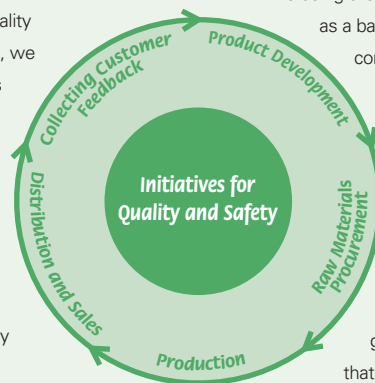 ality
, we
as a ba
con
Collecting Customer
Feedback
Product Development
Initiatives for
Quality and Safety
Raw Materials
Procurement
Distribution and Sales
Production
y
g
that